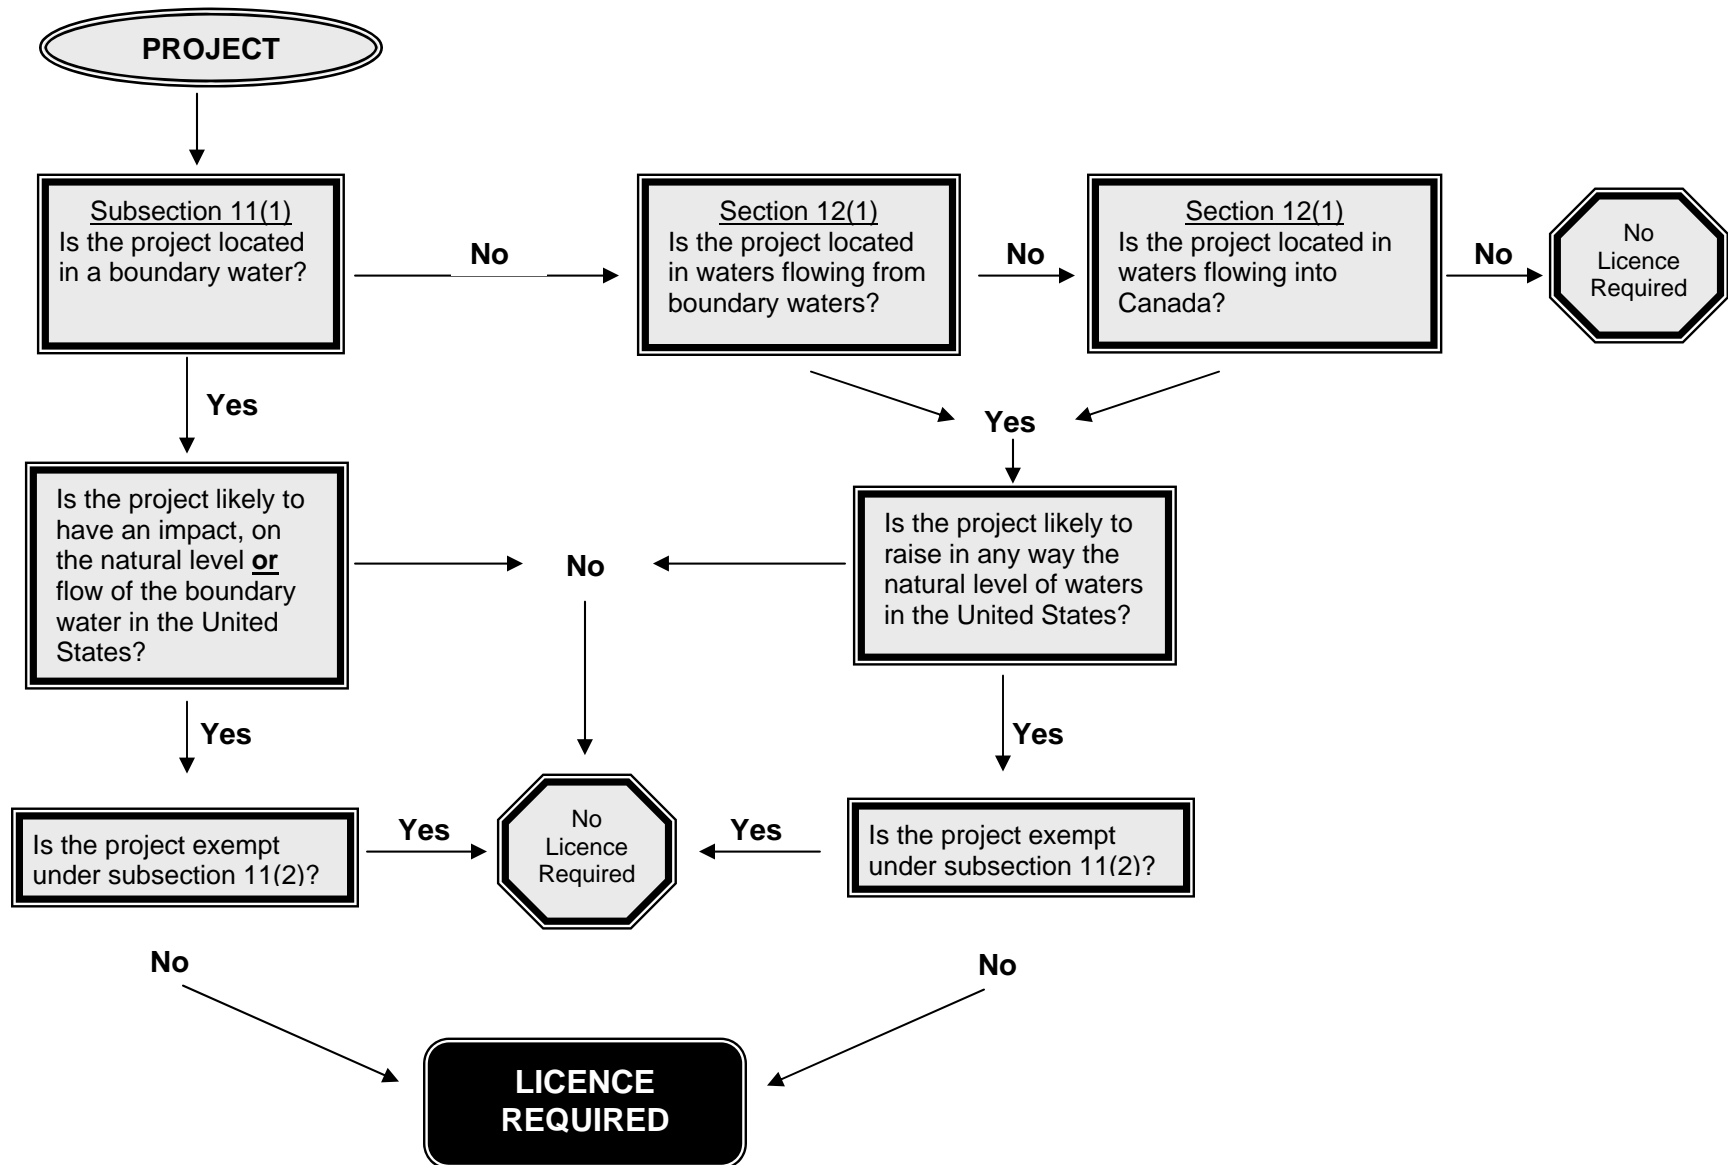 PROJECT
Subsection 11(1)
Is the project located
in a boundary water?
No
Section 12(1)
Is the project located
in waters flowing from
boundary waters?
No
Section 12(1)
Is the project located in
waters flowing into
Canada?
No
No
Licence
Required
Yes
Yes
Is the project likely to
have an impact, on
the natural level or
flow of the boundary
water in the United
States?
No
Is the project likely to
raise in any way the
natural level of waters
in the United States?
Yes
Yes
Is the project exempt
under subsection 11(2)?
Yes
No
Licence
Required
Yes
Is the project exempt
under subsection 11(2)?
No
No
LICENCE
REQUIRED